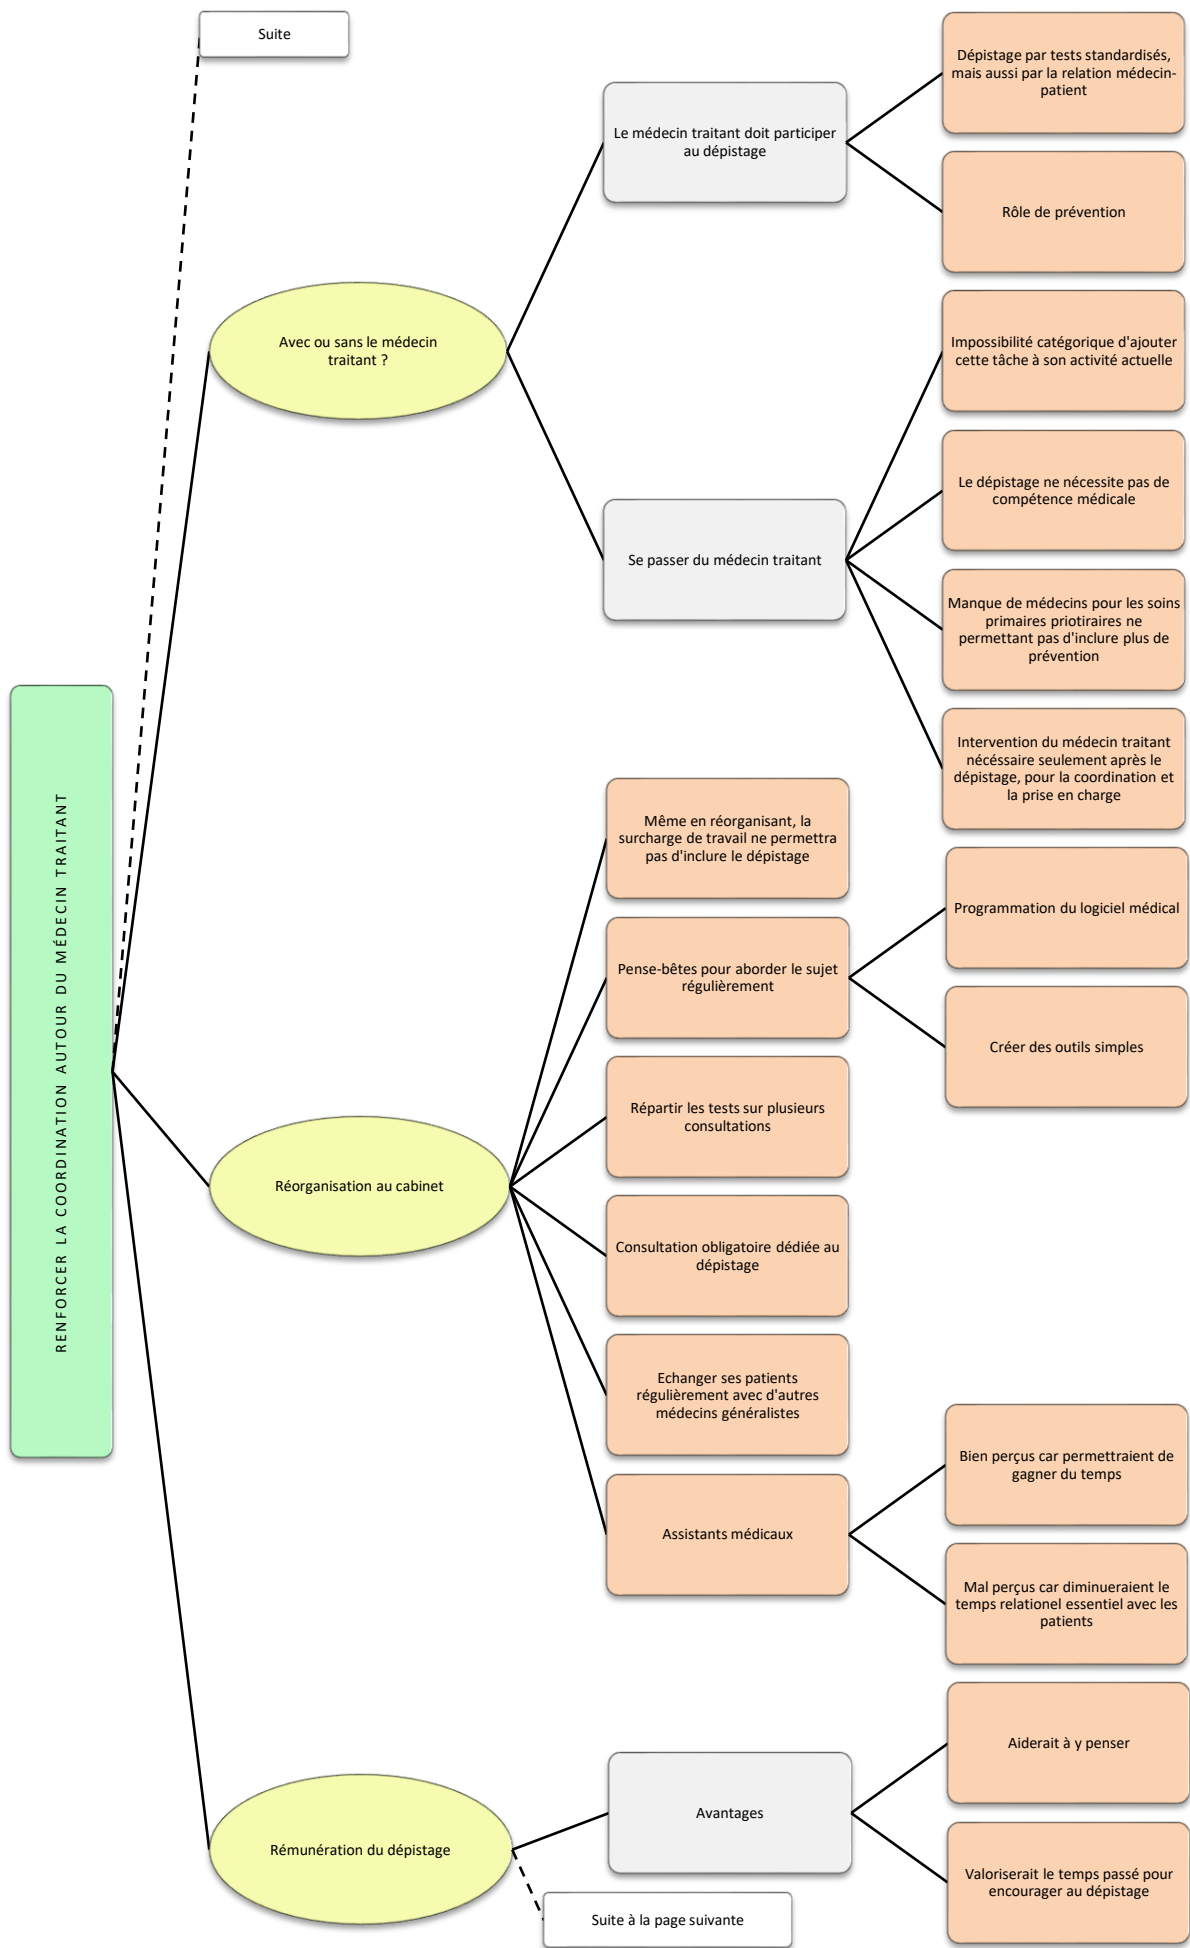 Suite
Dépistage par tests standardisés,
mais aussi par la relation médecin-
patient
Le médecin traitant doit participer
au dépistage
Rôle de prévention
Avec ou sans le médecin
traitant ?
Impossibilité catégorique d'ajouter
cette tâche à son activité actuelle
Le dépistage ne nécessite pas de
compétence médicale
Se passer du médecin traitant
Manque de médecins pour les soins
primaires priotiraires ne
permettant pas d'inclure plus de
prévention
Intervention du médecin traitant
nécéssaire seulement après le
dépistage, pour la coordination et
la prise en charge
RENFORCER LA COORDINATION AUTOUR DU MÉDECIN TRAITANT
Même en réorganisant, la
surcharge de travail ne permettra
pas d'inclure le dépistage
Programmation du logiciel médical
Pense-bêtes pour aborder le sujet
régulièrement
Créer des outils simples
Répartir les tests sur plusieurs
consultations
Réorganisation au cabinet
Consultation obligatoire dédiée au
dépistage
Echanger ses patients
régulièrement avec d'autres
médecins généralistes
Bien perçus car permettraient de
gagner du temps
Assistants médicaux
Mal perçus car diminueraient le
temps relationel essentiel avec les
patients
Aiderait à y penser
Avantages
Rémunération du dépistage
Valoriserait le temps passé pour
encourager au dépistage
Suite à la page suivante